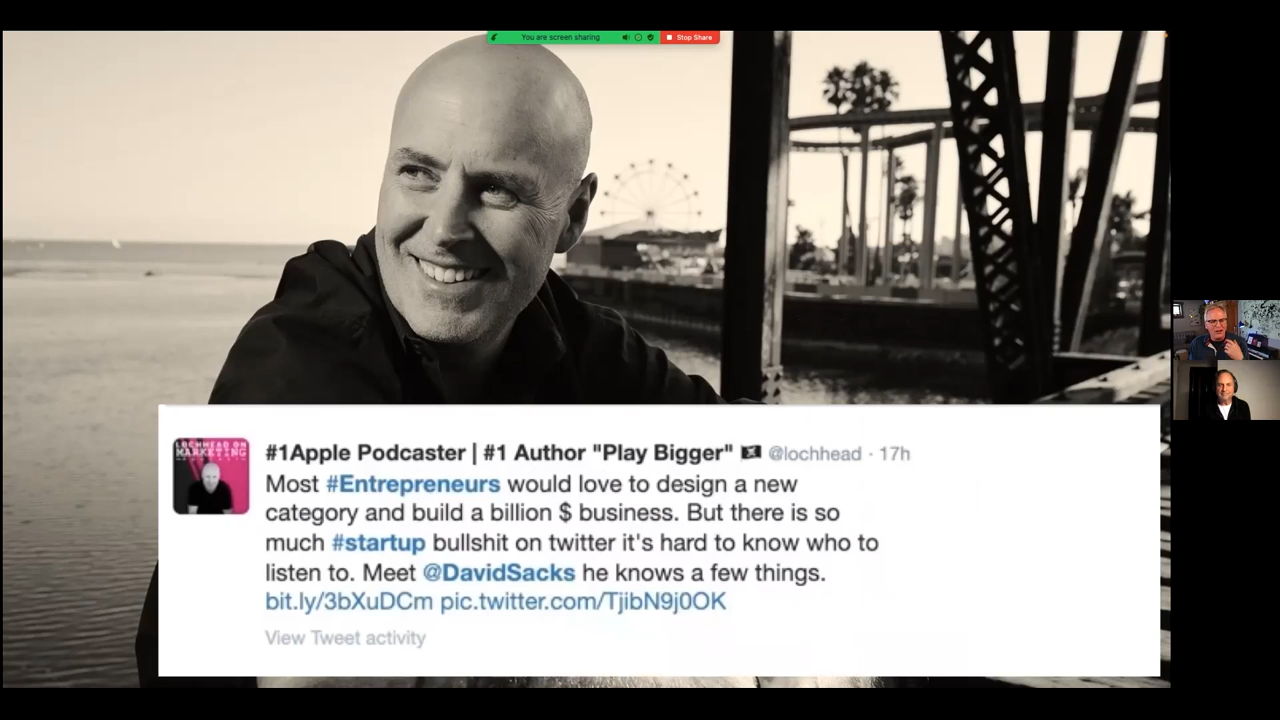 You are screen sharing
Stop Share
LOCHHEAD ON
MARKETING
#1Apple Podcaster | #1 Author "Play Bigger" 🏴‍☠️ @lochhead · 17h
Most #Entrepreneurs would love to design a new
category and build a billion $ business. But there is so
much #startup bullshit on twitter it's hard to know who to
listen to. Meet @DavidSacks he knows a few things.
bit.ly/3bXuDCm pic.twitter.com/TjibN9j0OK
View Tweet activity